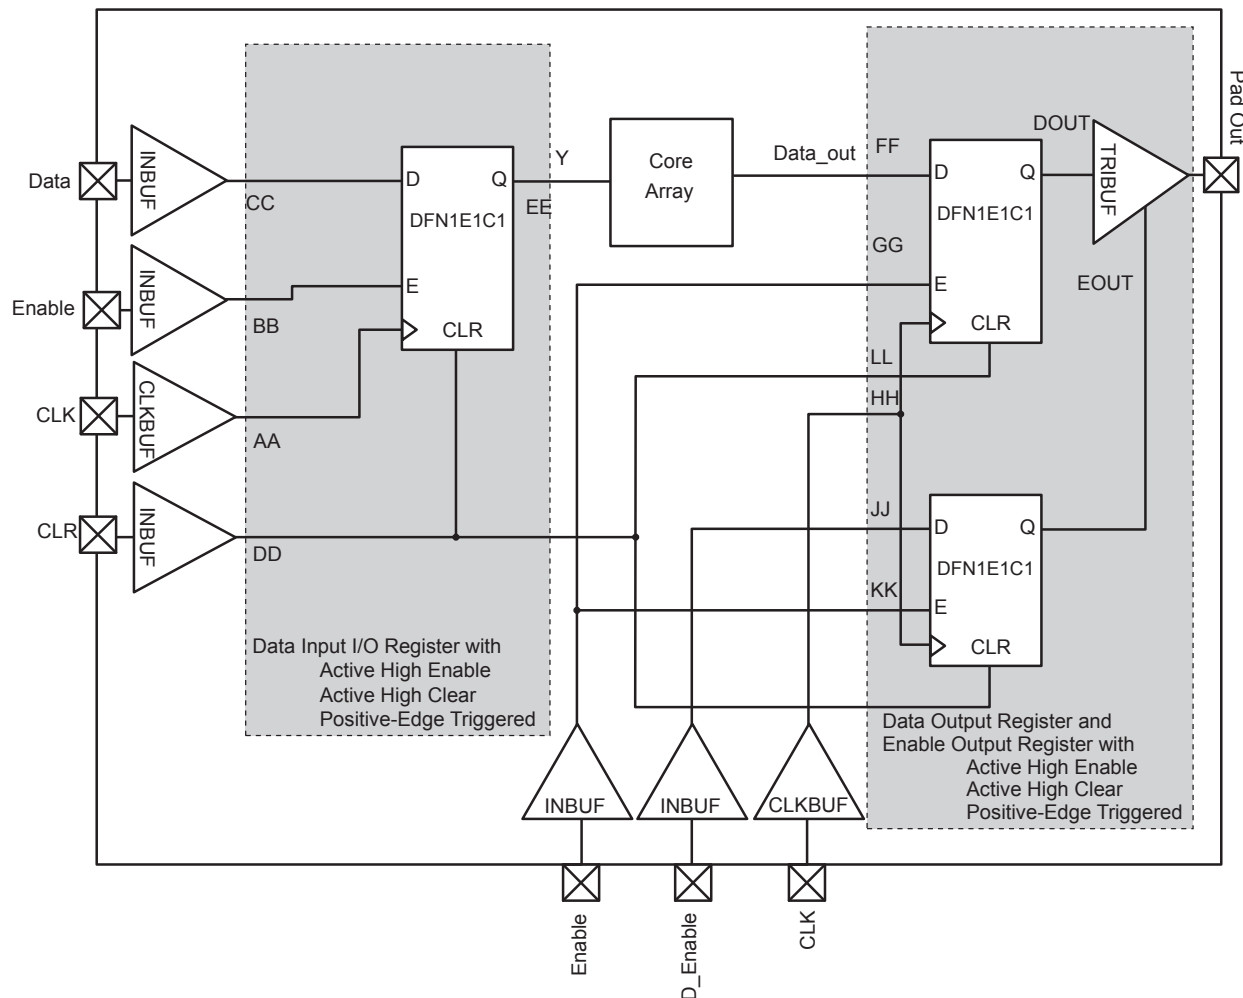 Data
INBUF
CC
D
Q
DFN1E1C1
E
CLR
Y
EE
Core
Array
Data_out
FF
D
Q
DFN1E1C1
GG
E
CLR
DOUT
TRIBUF
EOUT
Pad Out
Enable
INBUF
BB
CLK
CLKBUF
AA
CLR
INBUF
DD
LL
HH
JJ
D
Q
DFN1E1C1
KK
E
CLR
Data Input I/O Register with
Active High Enable
Active High Clear
Positive-Edge Triggered
Data Output Register and
Enable Output Register with
Active High Enable
Active High Clear
Positive-Edge Triggered
INBUF
INBUF
CLKBUF
Enable
D_Enable
CLK